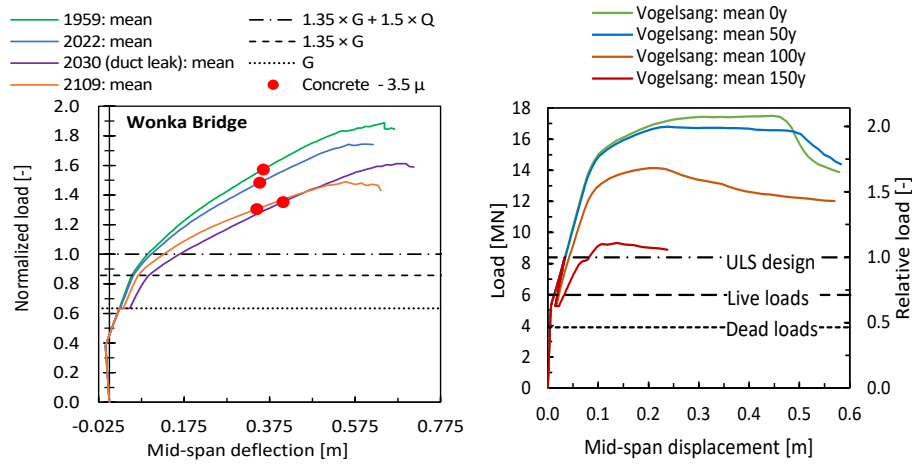 1959: mean
2022: mean
2030 (duct leak): mean
2109: mean
1.35 × G + 1.5 × Q
1.35 × G
G
Concrete - 3.5 μ
Wonka Bridge
Normalized load [-]
2.0
1.8
1.6
1.4
1.2
1.0
0.8
0.6
0.4
0.2
0.0
-0.025 0.175 0.375 0.575 0.775
Mid-span deflection [m]
Vogelsang: mean 0y
Vogelsang: mean 50y
Vogelsang: mean 100y
Vogelsang: mean 150y
Load [MN]
18
16
14
12
10
8
6
4
2
0
ULS design
Live loads
Dead loads
2.0
1.5
1.0
0.5
0.0
Relative load [-]
0.0 0.1 0.2 0.3 0.4 0.5 0.6
Mid-span displacement [m]